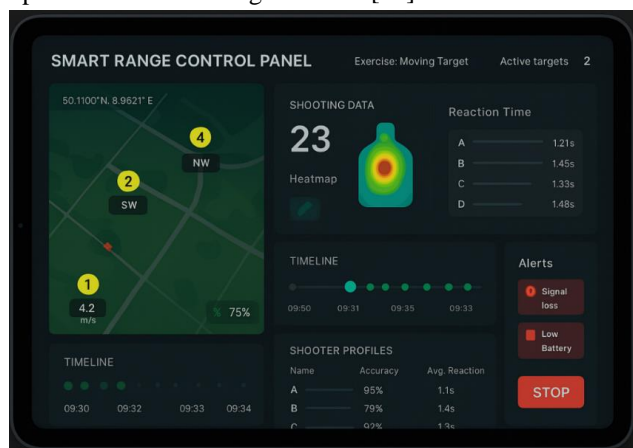 SMART RANGE CONTROL PANEL
Exercise: Moving Target
Active targets 2
50.1100°N, 8.9621° E
4
NW
2
SW
1
4.2
m/s
75%
SHOOTING DATA
23
Heatmap
Reaction Time
A 1.21s
B 1.45s
C 1.33s
D 1.48s
TIMELINE
09:50 09:31 09:35 09:33
Alerts
Signal
loss
Low
Battery
STOP
TIMELINE
09:30 09:32 09:33 09:34
SHOOTER PROFILES
Name Accuracy Avg. Reaction
A 95% 1.1s
B 79% 1.4s
C 92% 1.3s